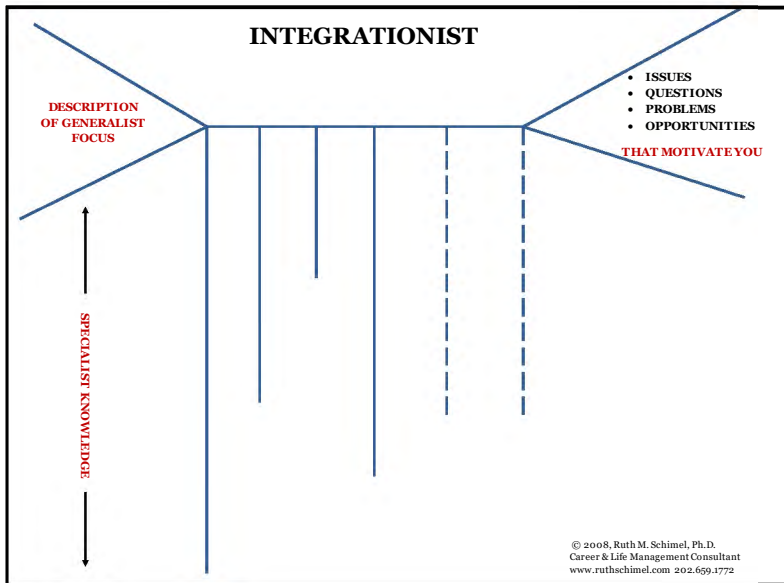 INTEGRATIONIST
DESCRIPTION
OF GENERALIST
FOCUS
• ISSUES
• QUESTIONS
• PROBLEMS
• OPPORTUNITIES
THAT MOTIVATE YOU
SPECIALIST KNOWLEDGE
© 2008, Ruth M. Schimel, Ph.D.
Career & Life Management Consultant
www.ruthschimel.com 202.659.1772